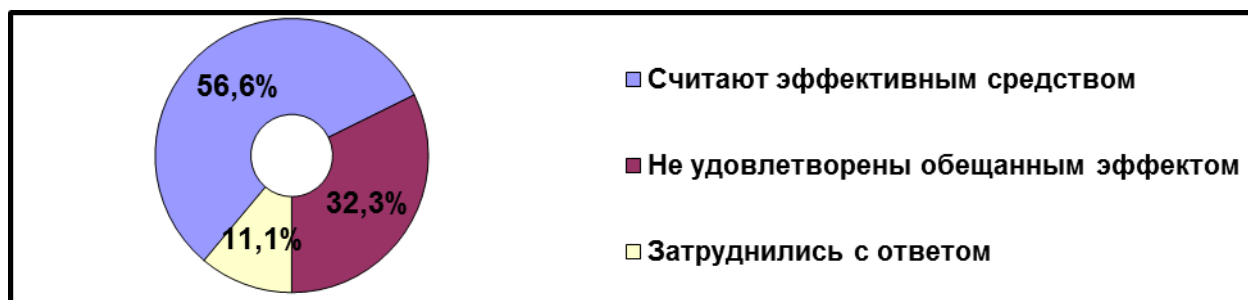 56,6%
32,3%
11,1%
Считают эффективным средством
Не удовлетворены обещанным эффектом
Затруднились с ответом